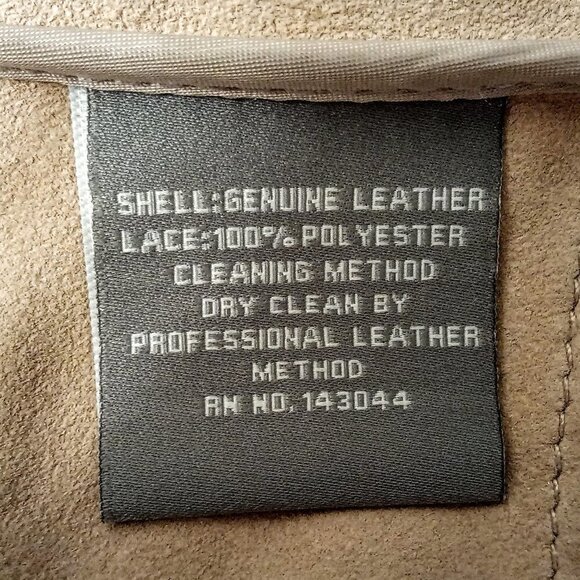 SHELL:GENUINE LEATHER
LACE:100% POLYESTER
CLEANING METHOD
DRY CLEAN BY
PROFESSIONAL LEATHER
METHOD
RN NO. 143044